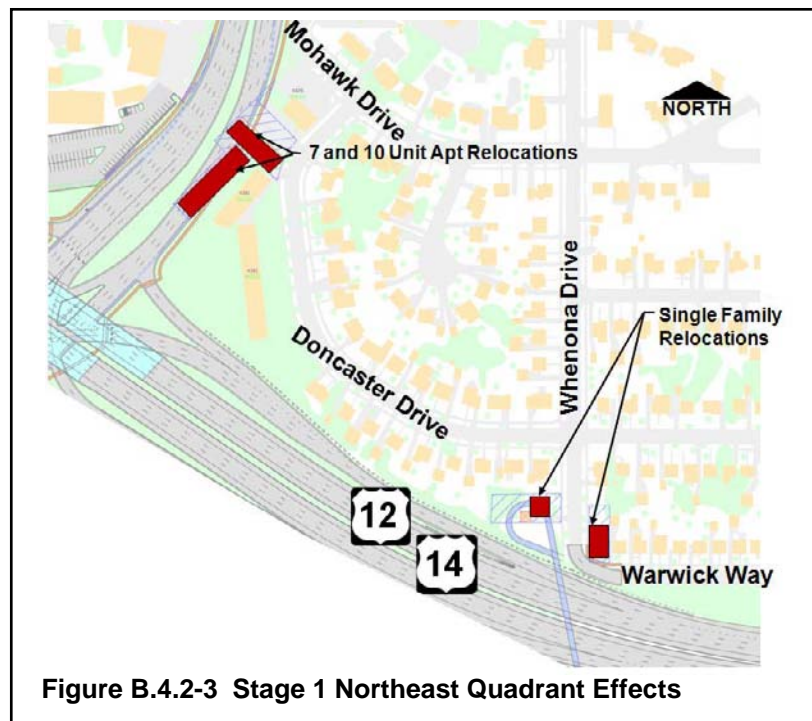 Mohawk Drive
NORTH
7 and 10 Unit Apt Relocations
Whenona Drive
Single Family
Relocations
Doncaster Drive
12
14
Warwick Way
Figure B.4.2-3 Stage 1 Northeast Quadrant Effects